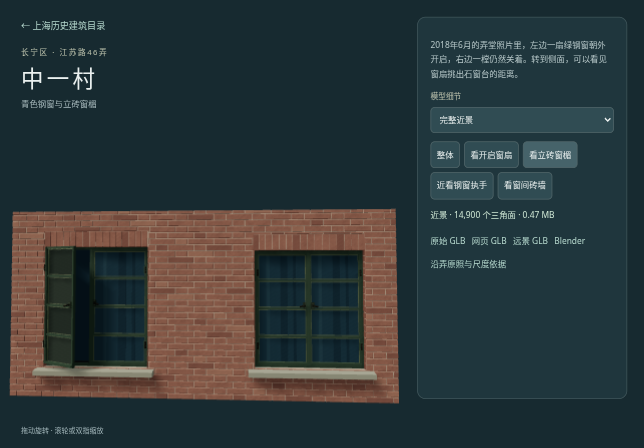 ← 上海历史建筑目录
长宁区 · 江苏路46弄
中一村
青色钢窗与立砖窗楣
2018年6月的弄堂照片里，左边一扇绿钢窗朝外
开启，右边一樘仍然关着。转到侧面，可以看见
窗扇挑出石窗台的距离。
模型细节
完整近景
整体 看开启窗扇 看立砖窗楣
近看钢窗执手 看窗间砖墙
近景 · 14,900 个三角面 · 0.47 MB
原始 GLB 网页 GLB 远景 GLB Blender
沿弄原照与尺度依据
拖动旋转 · 滚轮或双指缩放